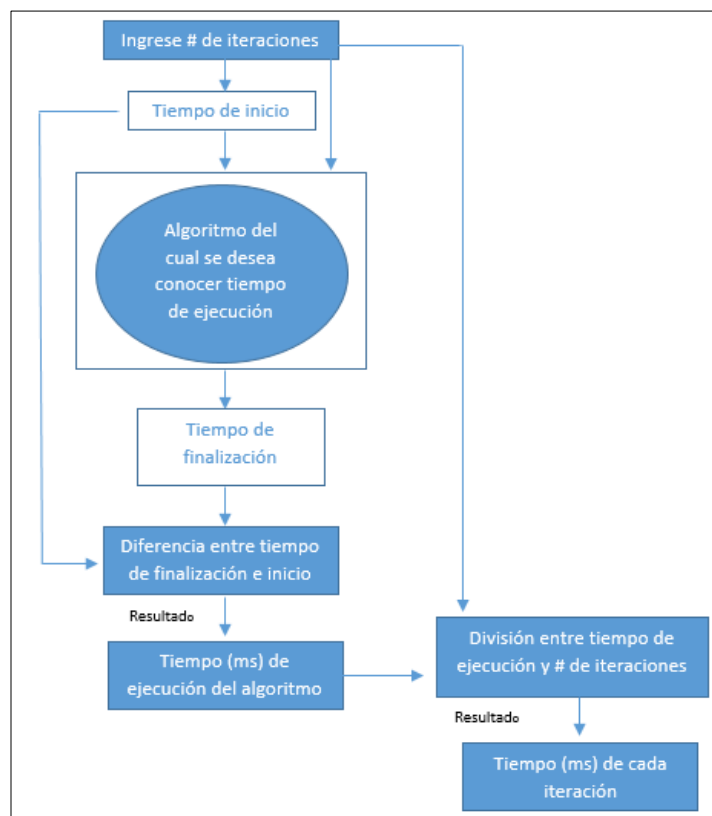 Ingrese # de iteraciones
Tiempo de inicio
Algoritmo del
cual se desea
conocer tiempo
de ejecución
Tiempo de
finalización
Diferencia entre tiempo
de finalización e inicio
Resultado
Tiempo (ms) de
ejecución del algoritmo
División entre tiempo de
ejecución y # de iteraciones
Resultado
Tiempo (ms) de cada
iteración